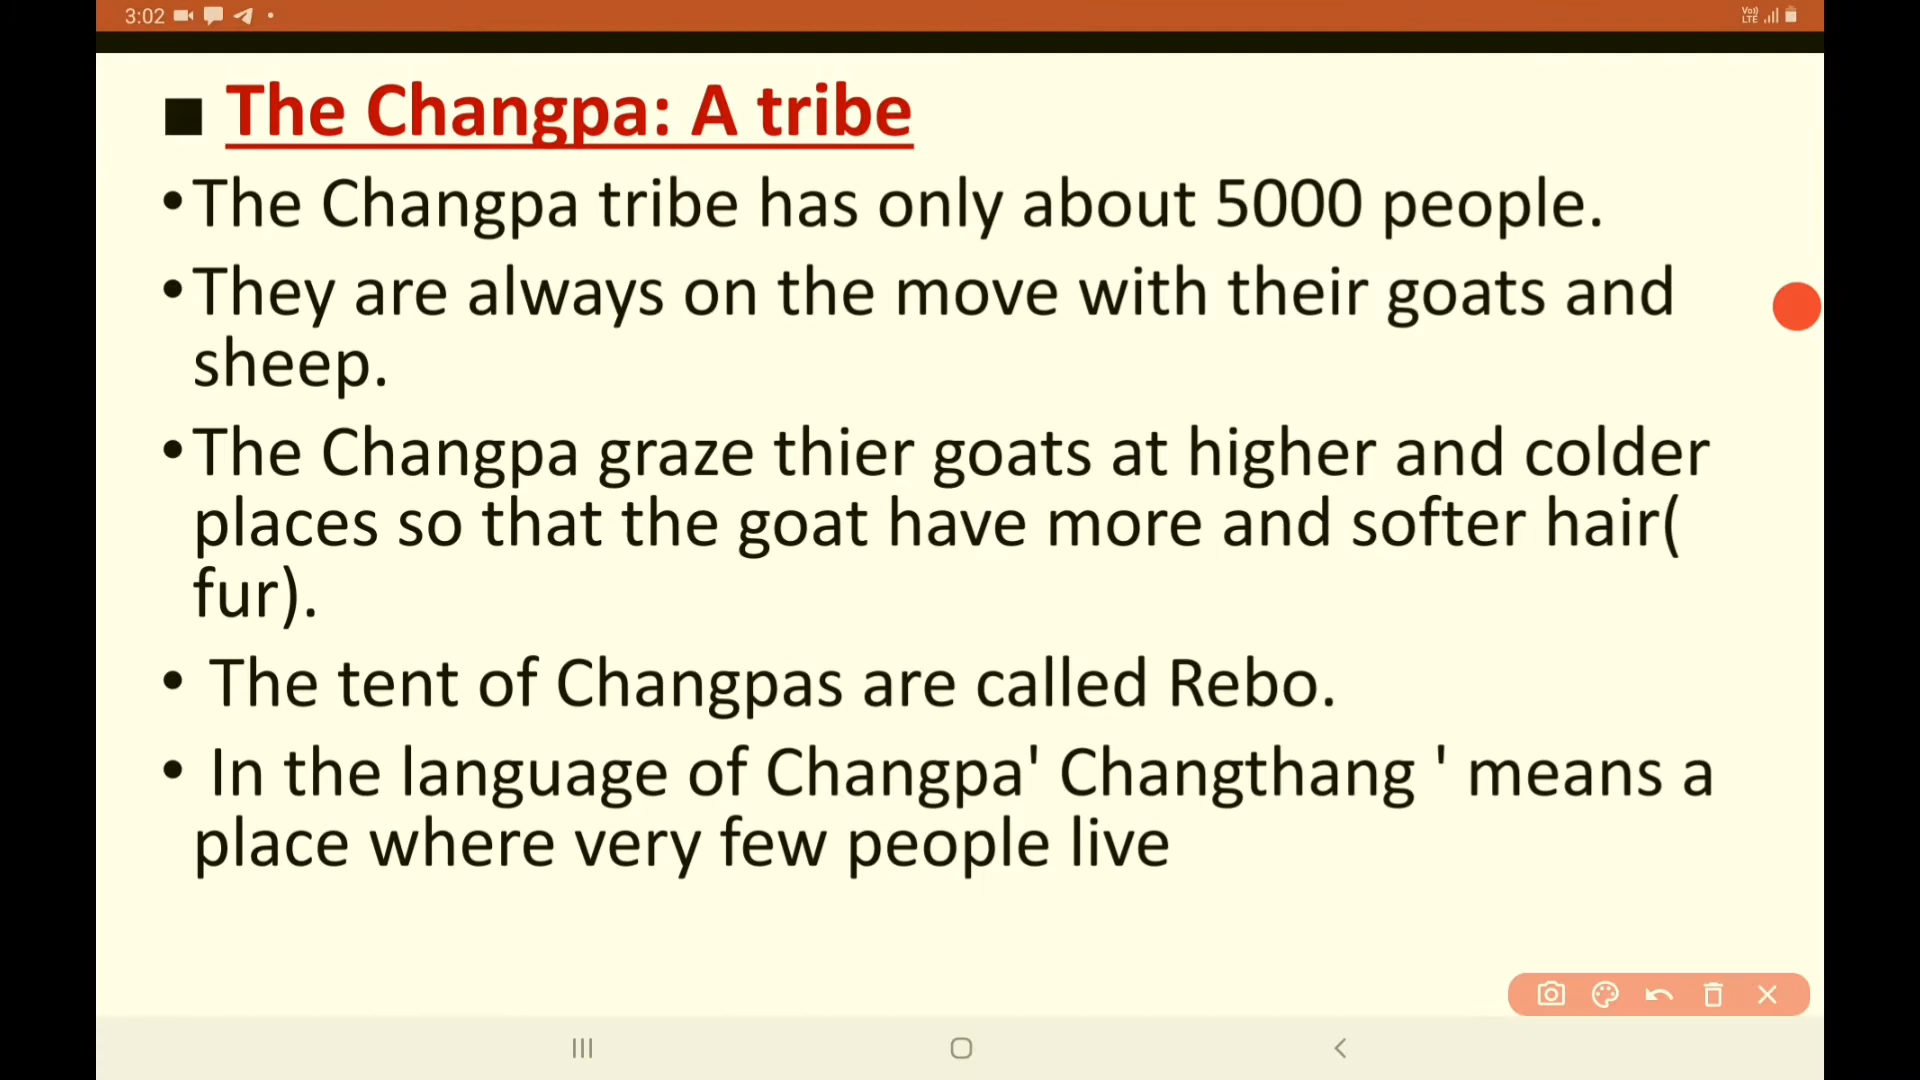 3:02
Vo)) LTE
■ The Changpa: A tribe
•The Changpa tribe has only about 5000 people.
•They are always on the move with their goats and
sheep.
•The Changpa graze thier goats at higher and colder
places so that the goat have more and softer hair(
fur).
• The tent of Changpas are called Rebo.
• In the language of Changpa' Changthang ' means a
place where very few people live